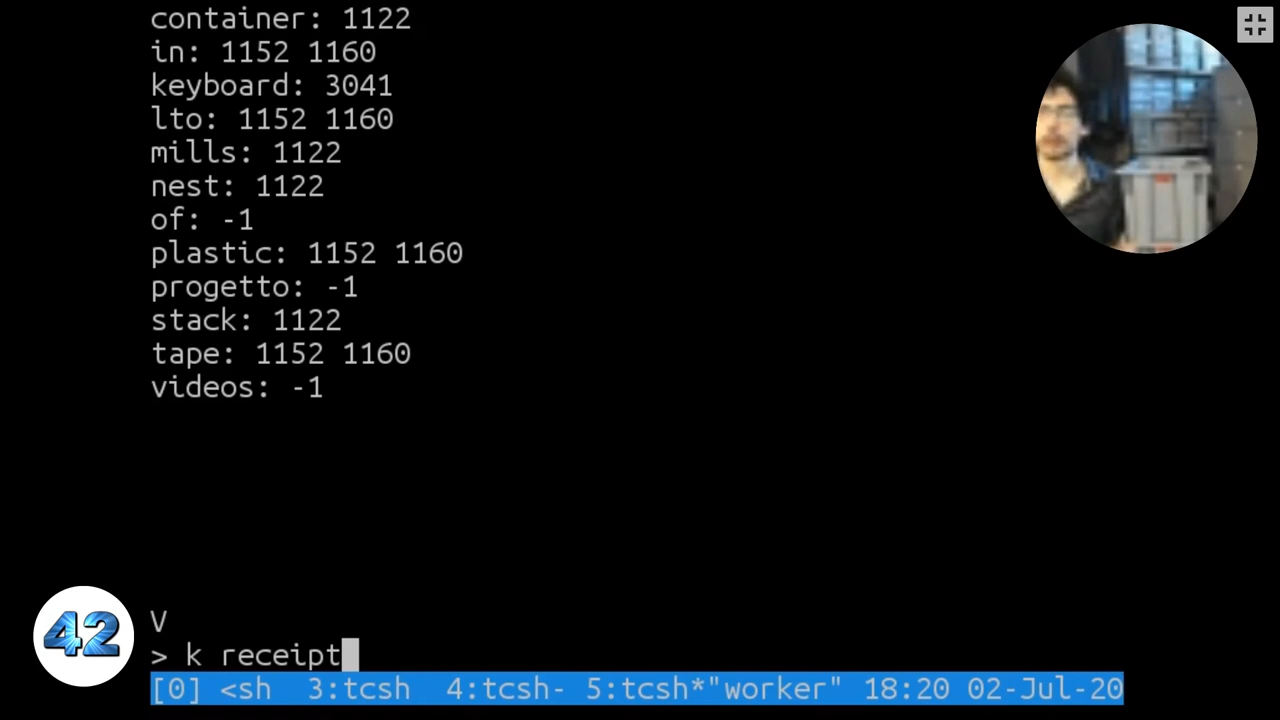 container: 1122
in: 1152 1160
keyboard: 3041
lto: 1152 1160
mills: 1122
nest: 1122
of: -1
plastic: 1152 1160
progetto: -1
stack: 1122
tape: 1152 1160
videos: -1
42
V
> k receipt
[0] <sh 3:tcsh 4:tcsh- 5:tcsh*"worker" 18:20 02-Jul-20